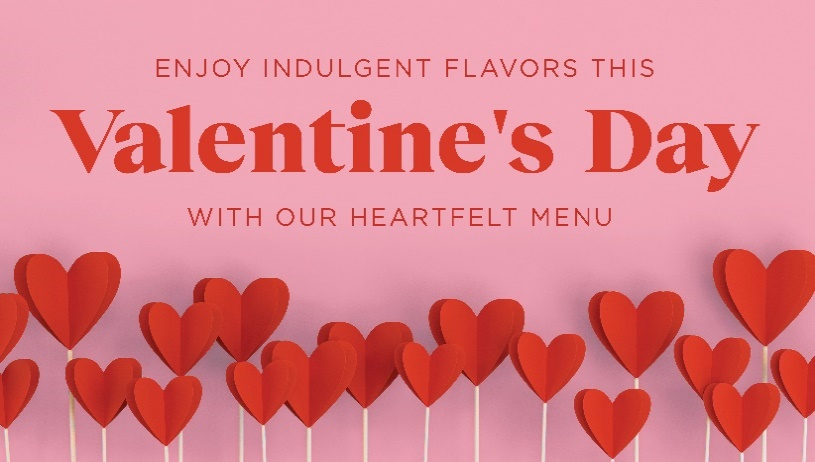 ENJOY INDULGENT FLAVORS THIS
Valentine's Day
WITH OUR HEARTFELT MENU